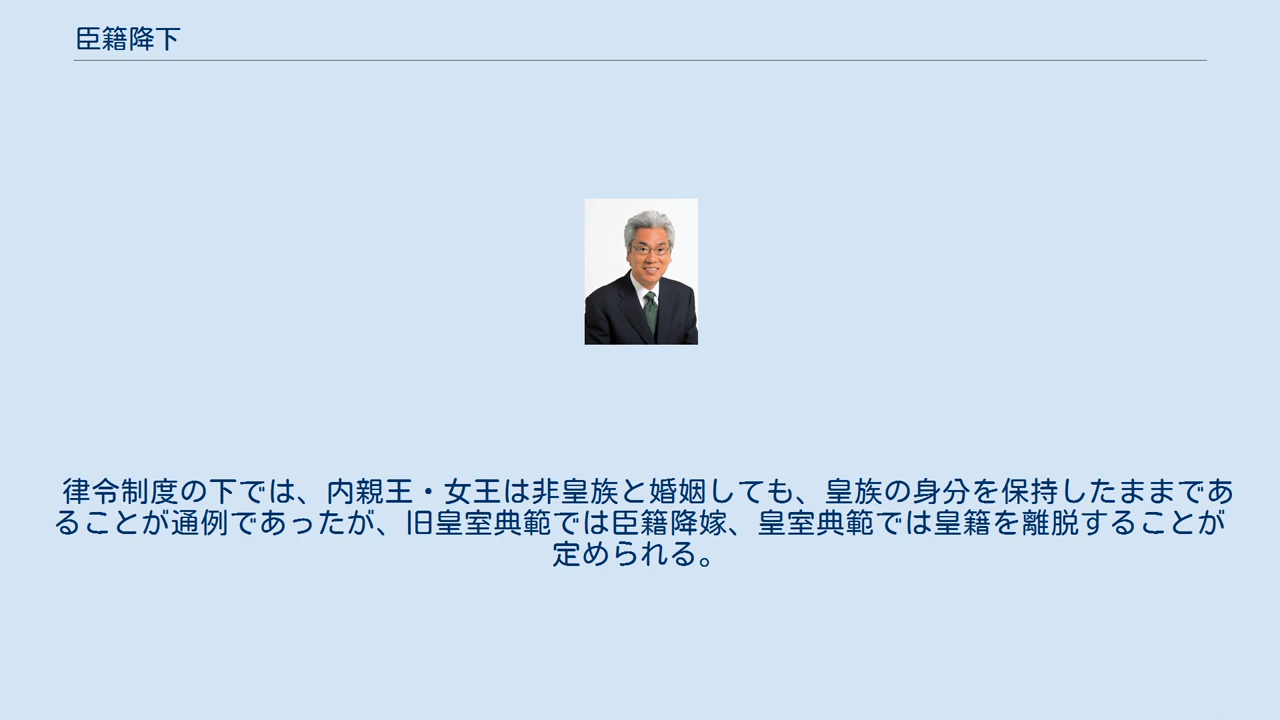 臣籍降下
律令制度の下では、内親王・女王は非皇族と婚姻しても、皇族の身分を保持したままであ
ることが通例であったが、旧皇室典範では臣籍降嫁、皇室典範では皇籍を離脱することが
定められる。